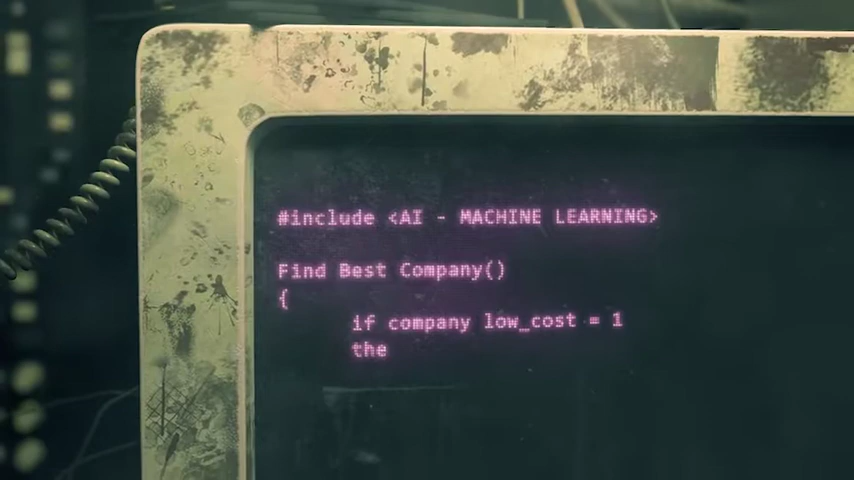 #include <AI - MACHINE LEARNING>
Find Best Company()
{
if company low_cost = 1
the